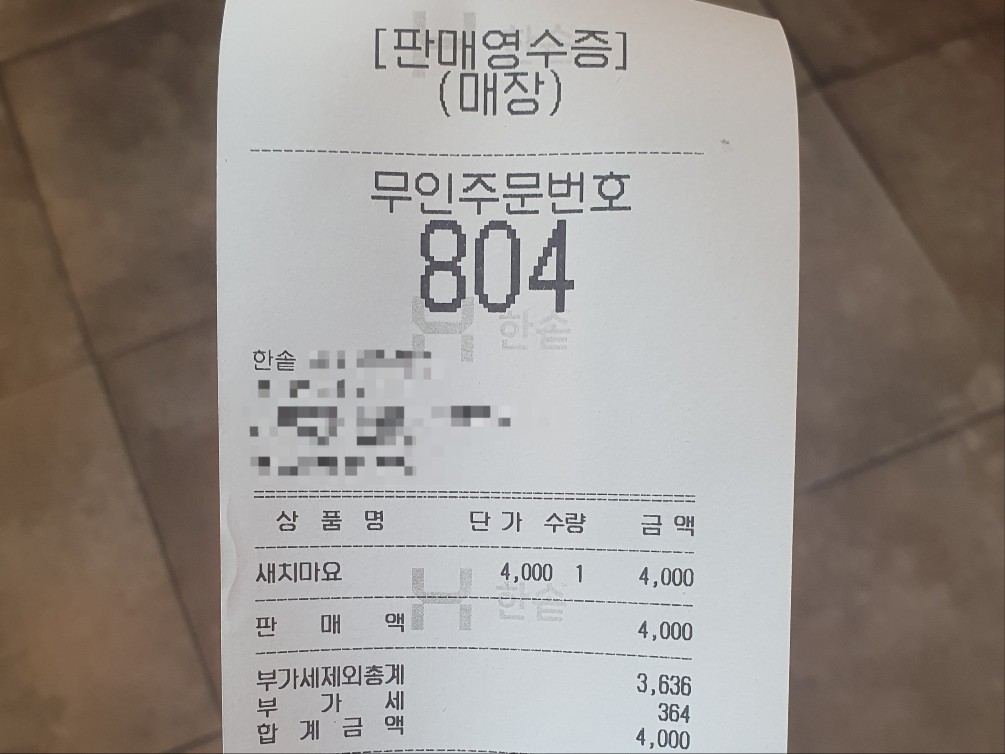 [판매영수증]
(매장)
무인주문번호
804
한솥
한솥
상 품 명 단 가 수량 금 액
새치마요 4,000 1 4,000
한솥
판 매 액 4,000
부가세제외총계 3,636
부 가 세 364
합 계 금 액 4,000